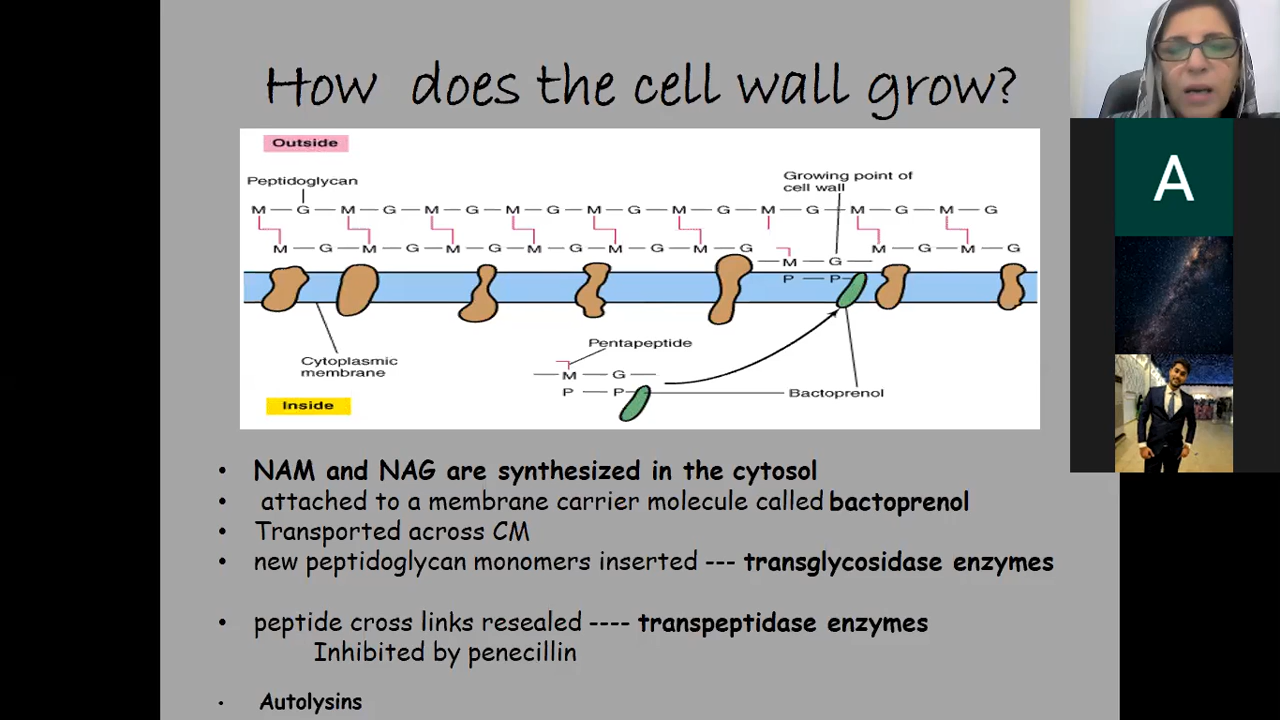 How does the cell wall grow?
Outside
Peptidoglycan
Growing point of
cell wall
M — G — M — G — M — G — M — G — M — G — M — G — M — G — M — G — M — G
M — G — M — G — M — G — M — G — M — G — M — G M — G — M — G
— M — G —
P — P
Pentapeptide
Cytoplasmic
membrane
— M — G —
P — P
Bactoprenol
Inside
• NAM and NAG are synthesized in the cytosol
• attached to a membrane carrier molecule called bactoprenol
• Transported across CM
• new peptidoglycan monomers inserted --- transglycosidase enzymes
• peptide cross links resealed ---- transpeptidase enzymes
Inhibited by penecillin
• Autolysins
A